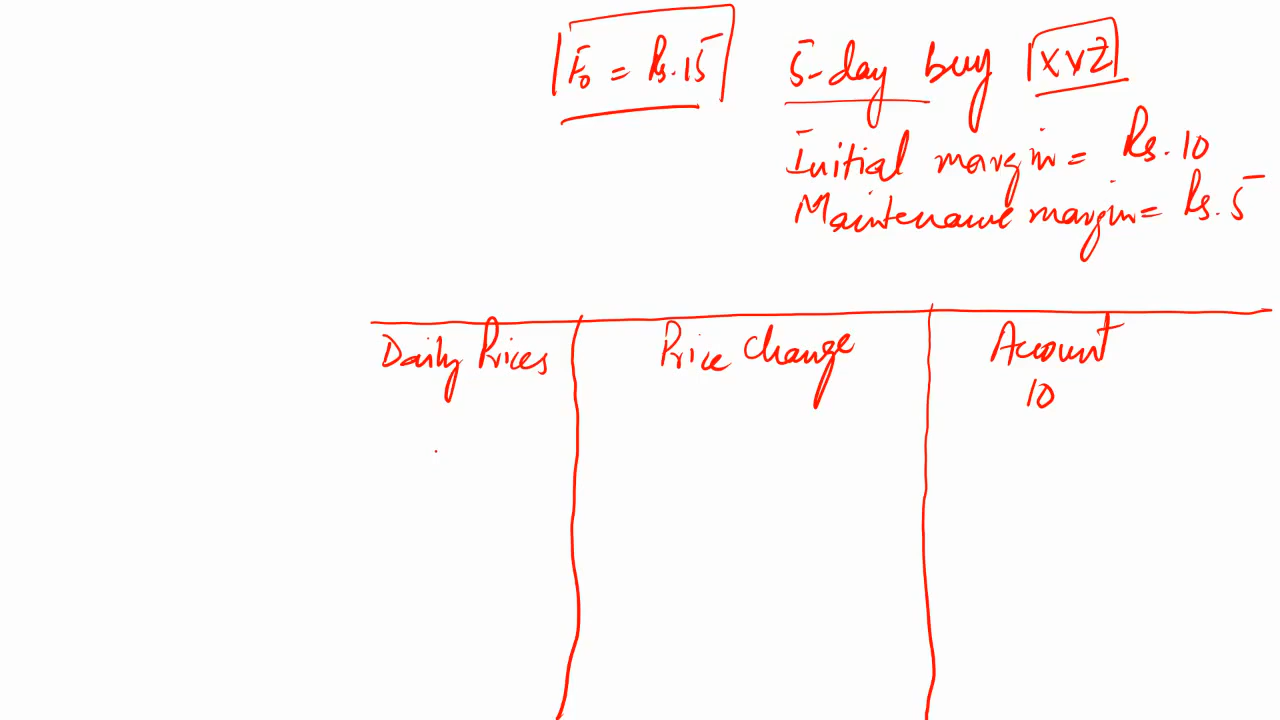 F₀ = Rs.15
5-day buy XYZ
Initial margin = Rs. 10
Maintenance margin = Rs. 5
Daily Prices Price Change Account
10